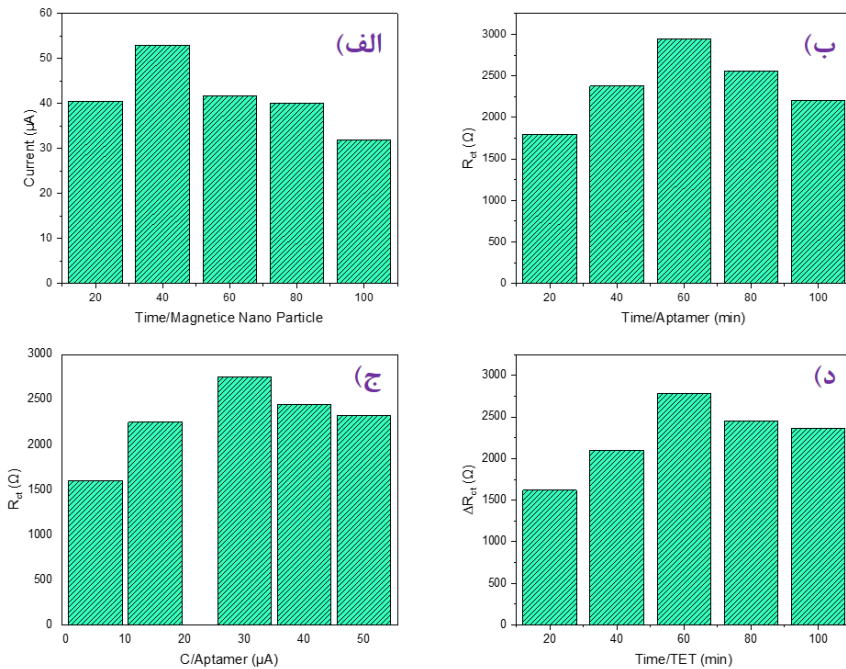 الف)
60
50
40
30
20
10
0
Current (µA)
20 40 60 80 100
Time/Magnetice Nano Particle
ب)
3000
2500
2000
1500
1000
500
0
Rct (Ω)
20 40 60 80 100
Time/Aptamer (min)
ج)
3000
2500
2000
1500
1000
500
0
Rct (Ω)
0 10 20 30 40 50
C/Aptamer (µA)
د)
3000
2500
2000
1500
1000
500
0
ΔRct (Ω)
20 40 60 80 100
Time/TET (min)